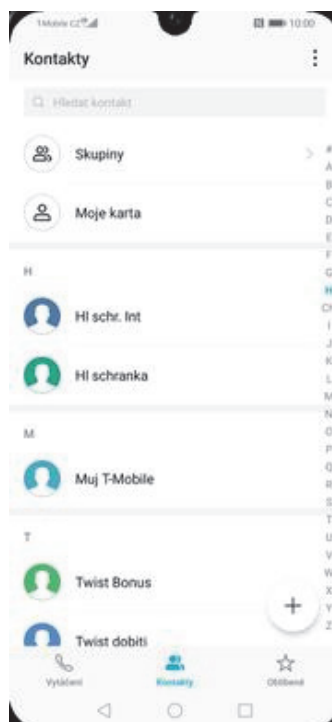 T-Mobile CZ
10:00
Kontakty
Hledat kontakt
Skupiny
Moje karta
H
Hl schr. Int
Hl schranka
M
Muj T-Mobile
T
Twist Bonus
Twist dobiti
#
A
B
C
D
E
F
G
H
Ch
I
J
K
L
M
N
O
P
Q
R
S
T
U
V
W
X
Y
Z
Vytáčení
Kontakty
Oblíbené